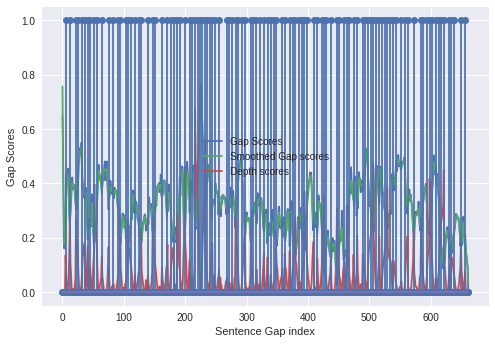 1.0
0.8
0.6
0.4
0.2
0.0
Gap Scores
Gap Scores
Smoothed Gap scores
Depth scores
0 100 200 300 400 500 600
Sentence Gap index